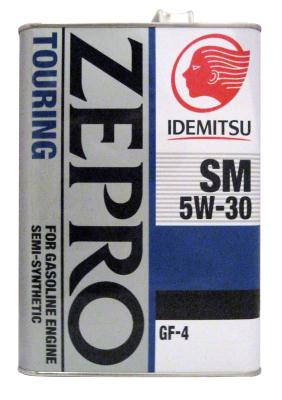 IDEMITSU
SM
5W-30
GF-4
ZEPRO
TOURING
FOR GASOLINE ENGINE
SEMI-SYNTHETIC